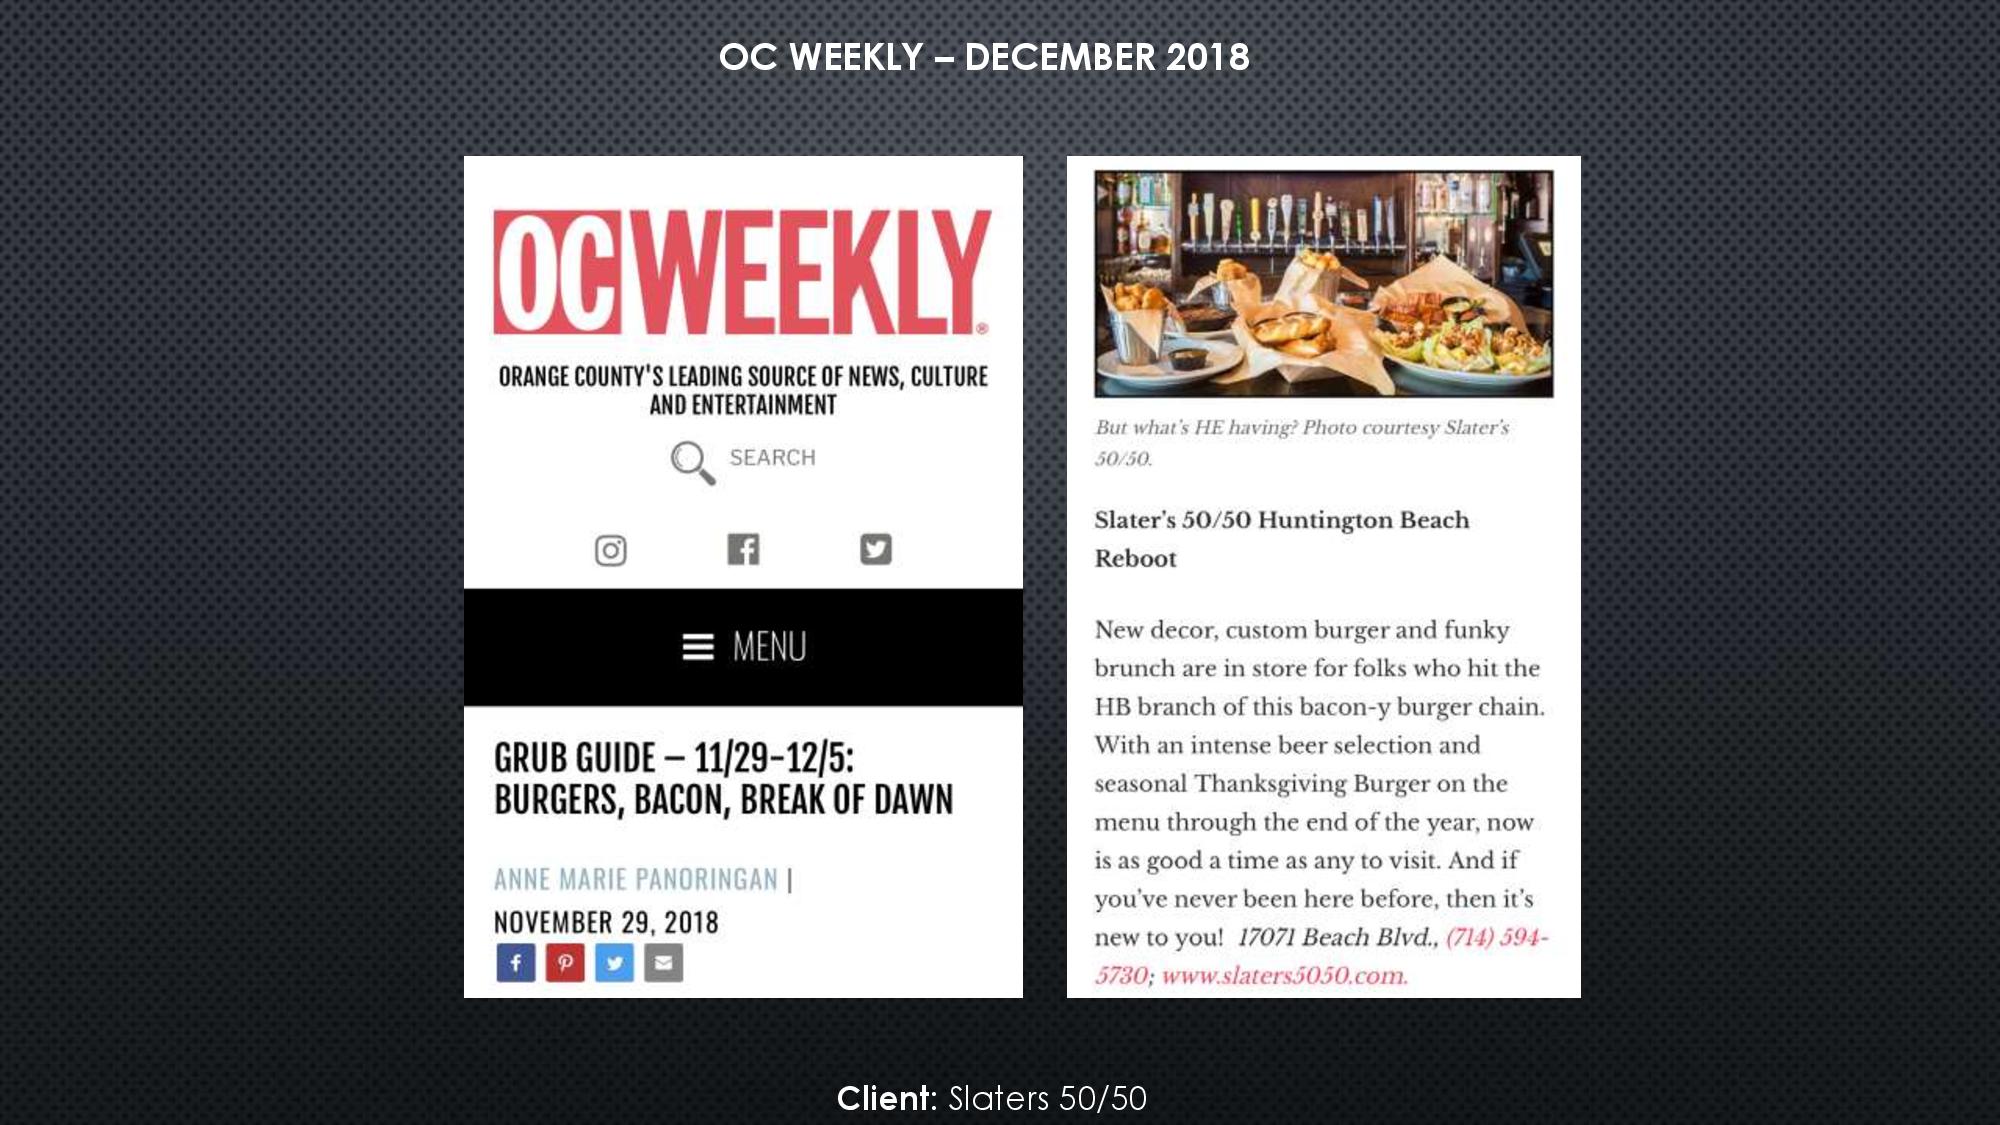 OC WEEKLY – DECEMBER 2018
OCWEEKLY®
ORANGE COUNTY'S LEADING SOURCE OF NEWS, CULTURE
AND ENTERTAINMENT
SEARCH
MENU
GRUB GUIDE – 11/29-12/5:
BURGERS, BACON, BREAK OF DAWN
ANNE MARIE PANORINGAN |
NOVEMBER 29, 2018
But what's HE having? Photo courtesy Slater's
50/50.
Slater's 50/50 Huntington Beach
Reboot
New decor, custom burger and funky
brunch are in store for folks who hit the
HB branch of this bacon-y burger chain.
With an intense beer selection and
seasonal Thanksgiving Burger on the
menu through the end of the year, now
is as good a time as any to visit. And if
you've never been here before, then it's
new to you! 17071 Beach Blvd., (714) 594-
5730; www.slaters5050.com.
Client: Slaters 50/50